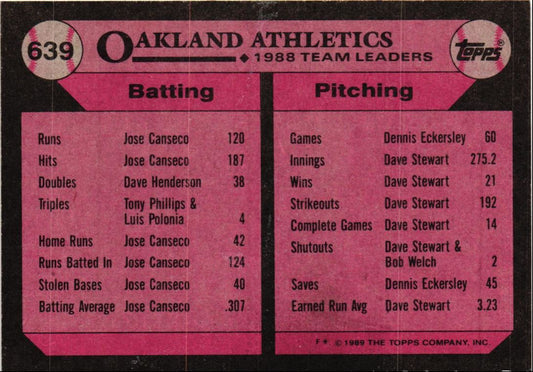 639
OAKLAND ATHLETICS
1988 TEAM LEADERS
TOPPS®
Batting
Runs Jose Canseco 120
Hits Jose Canseco 187
Doubles Dave Henderson 38
Triples Tony Phillips &
Luis Polonia 4
Home Runs Jose Canseco 42
Runs Batted In Jose Canseco 124
Stolen Bases Jose Canseco 40
Batting Average Jose Canseco .307
Pitching
Games Dennis Eckersley 60
Innings Dave Stewart 275.2
Wins Dave Stewart 21
Strikeouts Dave Stewart 192
Complete Games Dave Stewart 14
Shutouts Dave Stewart &
Bob Welch 2
Saves Dennis Eckersley 45
Earned Run Avg Dave Stewart 3.23
F* © 1989 THE TOPPS COMPANY, INC.